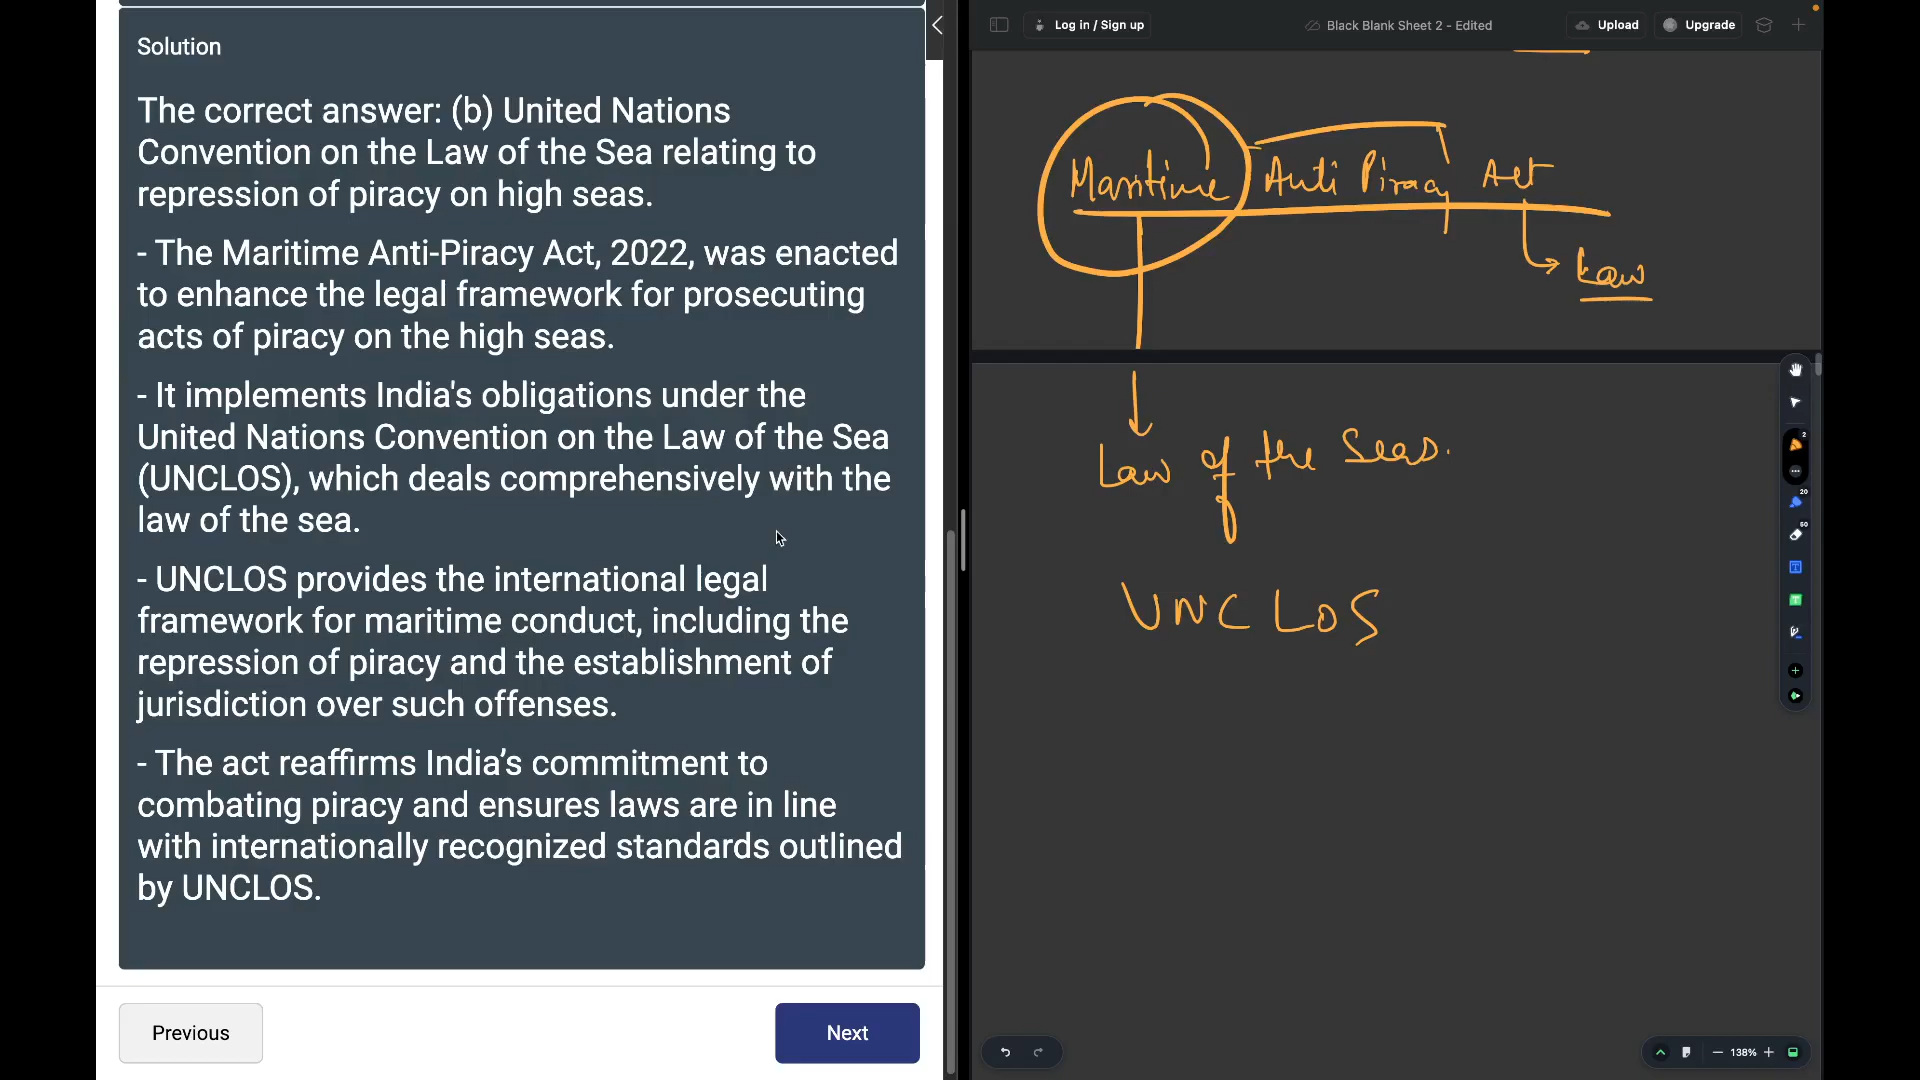 Solution
The correct answer: (b) United Nations
Convention on the Law of the Sea relating to
repression of piracy on high seas.
- The Maritime Anti-Piracy Act, 2022, was enacted
to enhance the legal framework for prosecuting
acts of piracy on the high seas.
- It implements India's obligations under the
United Nations Convention on the Law of the Sea
(UNCLOS), which deals comprehensively with the
law of the sea.
- UNCLOS provides the international legal
framework for maritime conduct, including the
repression of piracy and the establishment of
jurisdiction over such offenses.
- The act reaffirms India’s commitment to
combating piracy and ensures laws are in line
with internationally recognized standards outlined
by UNCLOS.
Previous
Next
Log in / Sign up
Black Blank Sheet 2 - Edited
Upload
Upgrade
Maritime Anti Piracy Act
Law
Law of the Seas.
UNCLOS
2
20
50
138%